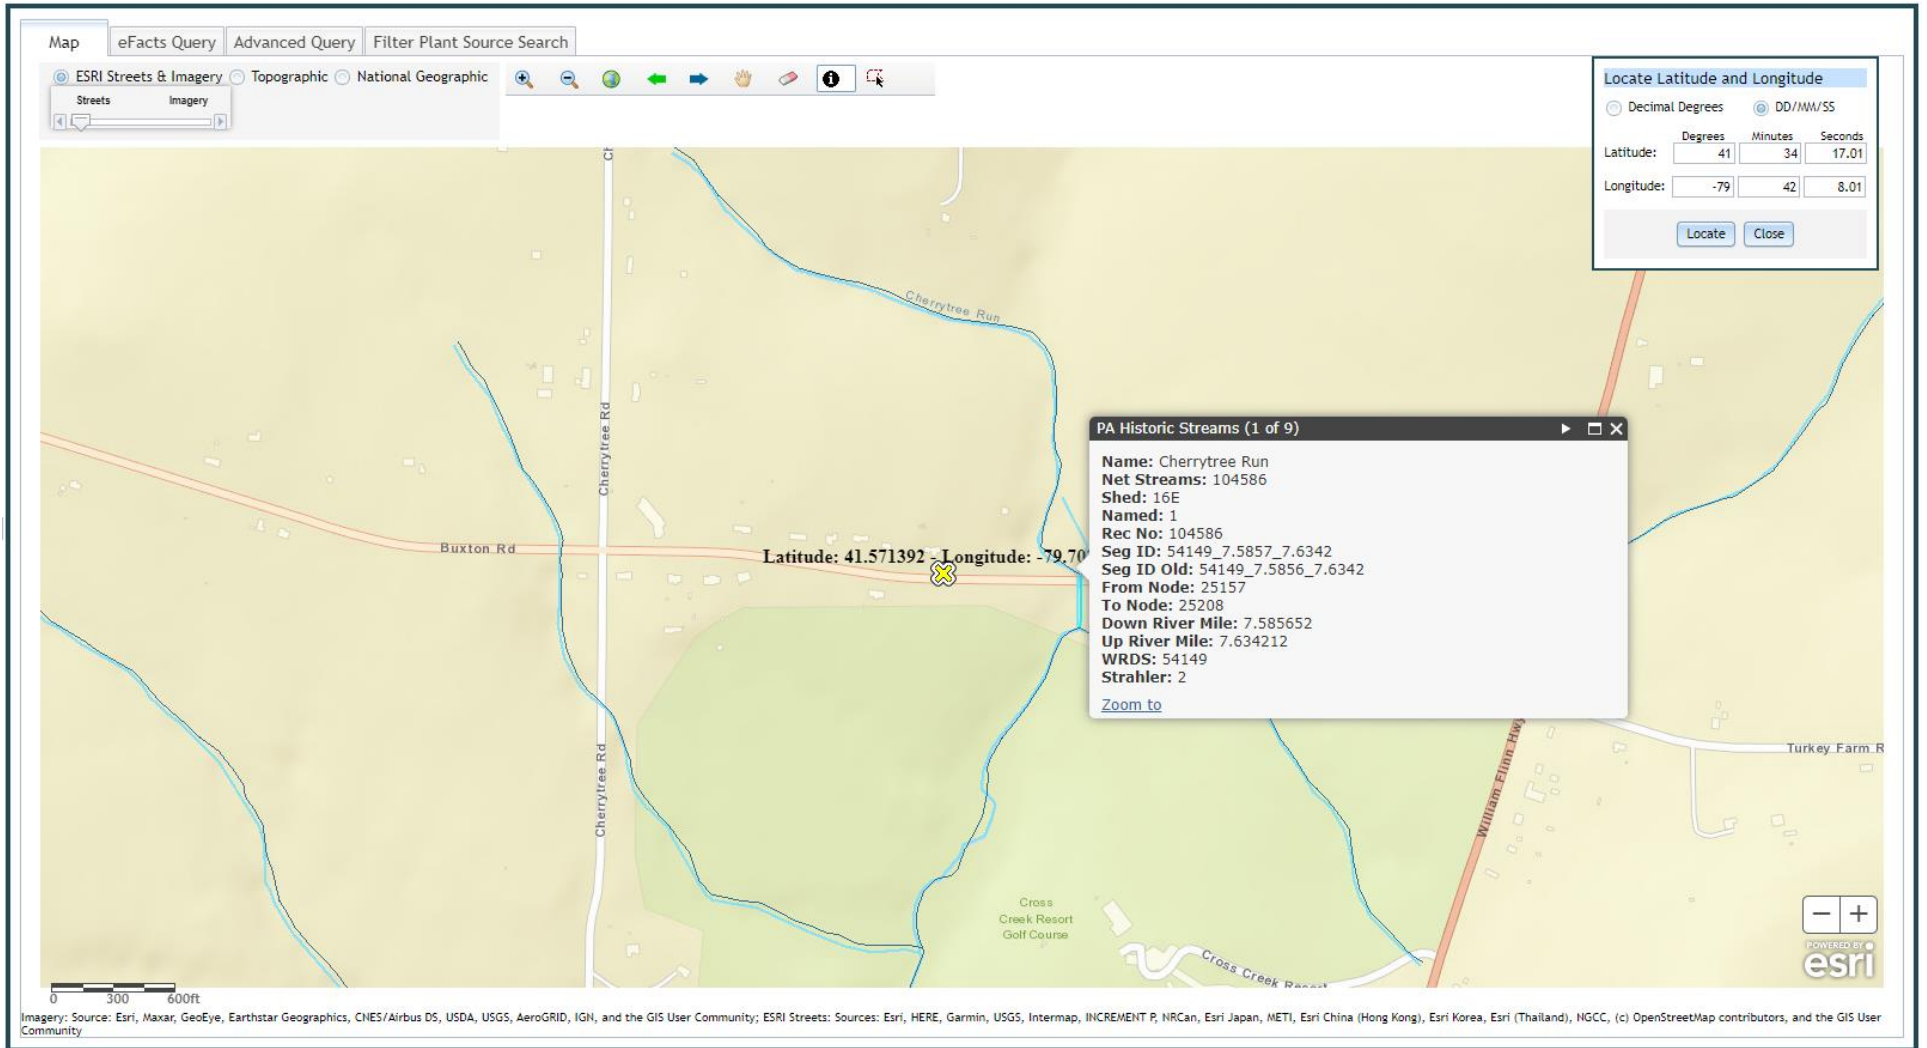 Map eFacts Query Advanced Query Filter Plant Source Search
ESRI Streets & Imagery Topographic National Geographic
Streets Imagery
Locate Latitude and Longitude
Decimal Degrees DD/MM/SS
Degrees Minutes Seconds
Latitude: 41 34 17.01
Longitude: -79 42 8.01
Locate Close
Ch
Cherrytree Run
Cherrytree Rd
Buxton Rd
Latitude: 41.571392 - Longitude: -79.70
PA Historic Streams (1 of 9)
Name: Cherrytree Run
Net Streams: 104586
Shed: 16E
Named: 1
Rec No: 104586
Seg ID: 54149_7.5857_7.6342
Seg ID Old: 54149_7.5856_7.6342
From Node: 25157
To Node: 25208
Down River Mile: 7.585652
Up River Mile: 7.634212
WRDS: 54149
Strahler: 2
Zoom to
Cherrytree Rd
William Flinn Hwy
Turkey Farm R
Cross
Creek Resort
Golf Course
Cross Creek Resort
POWERED BY
esri
0 300 600ft
Imagery: Source: Esri, Maxar, GeoEye, Earthstar Geographics, CNES/Airbus DS, USDA, USGS, AeroGRID, IGN, and the GIS User Community; ESRI Streets: Sources: Esri, HERE, Garmin, USGS, Intermap, INCREMENT P, NRCan, Esri Japan, METI, Esri China (Hong Kong), Esri Korea, Esri (Thailand), NGCC, (c) OpenStreetMap contributors, and the GIS User
Community